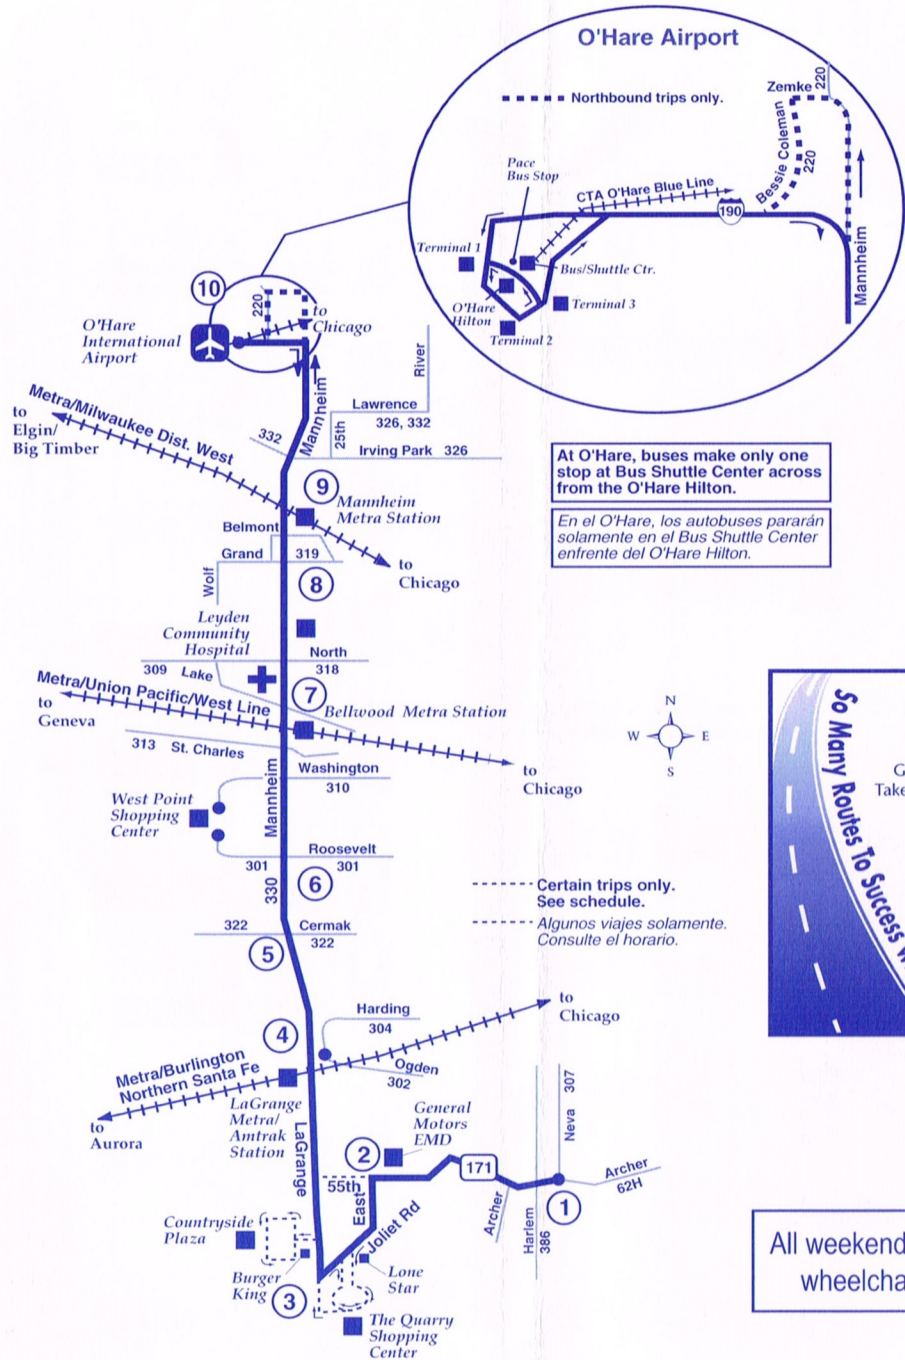 O'Hare Airport
Northbound trips only.
Zemke
220
Bessie Coleman
220
Pace
Bus Stop
CTA O'Hare Blue Line
190
Mannheim
Terminal 1
Bus/Shuttle Ctr.
O'Hare
Hilton
Terminal 3
Terminal 2
10
220
to
Chicago
O'Hare
International
Airport
Mannheim
River
Lawrence
326, 332
25th
332
Irving Park 326
Metra/Milwaukee Dist. West
to
Elgin/
Big Timber
At O'Hare, buses make only one
stop at Bus Shuttle Center across
from the O'Hare Hilton.
En el O'Hare, los autobuses pararán
solamente en el Bus Shuttle Center
enfrente del O'Hare Hilton.
9
Mannheim
Metra Station
Belmont
Grand
319
Wolf
to
Chicago
8
Leyden
Community
Hospital
North
318
309 Lake
7
Metra/Union Pacific/West Line
to
Geneva
Bellwood Metra Station
N
W
E
S
313 St. Charles
to
Chicago
Mannheim
Washington
310
West Point
Shopping
Center
Roosevelt
301
301
330
6
Certain trips only.
See schedule.
Algunos viajes solamente.
Consulte el horario.
So Many Routes To Success W
G
Take
322
Cermak
322
5
Harding
304
to
Chicago
4
Metra/Burlington
Northern Santa Fe
Ogden
302
to
Aurora
LaGrange
Metra/
Amtrak
Station
LaGrange
General
Motors
EMD
2
307
Neva
171
Archer
62H
55th
East
Archer
Harlem
386
1
Joliet Rd
Countryside
Plaza
Burger
King
Lone
Star
3
The Quarry
Shopping
Center
All weekend
wheelcha